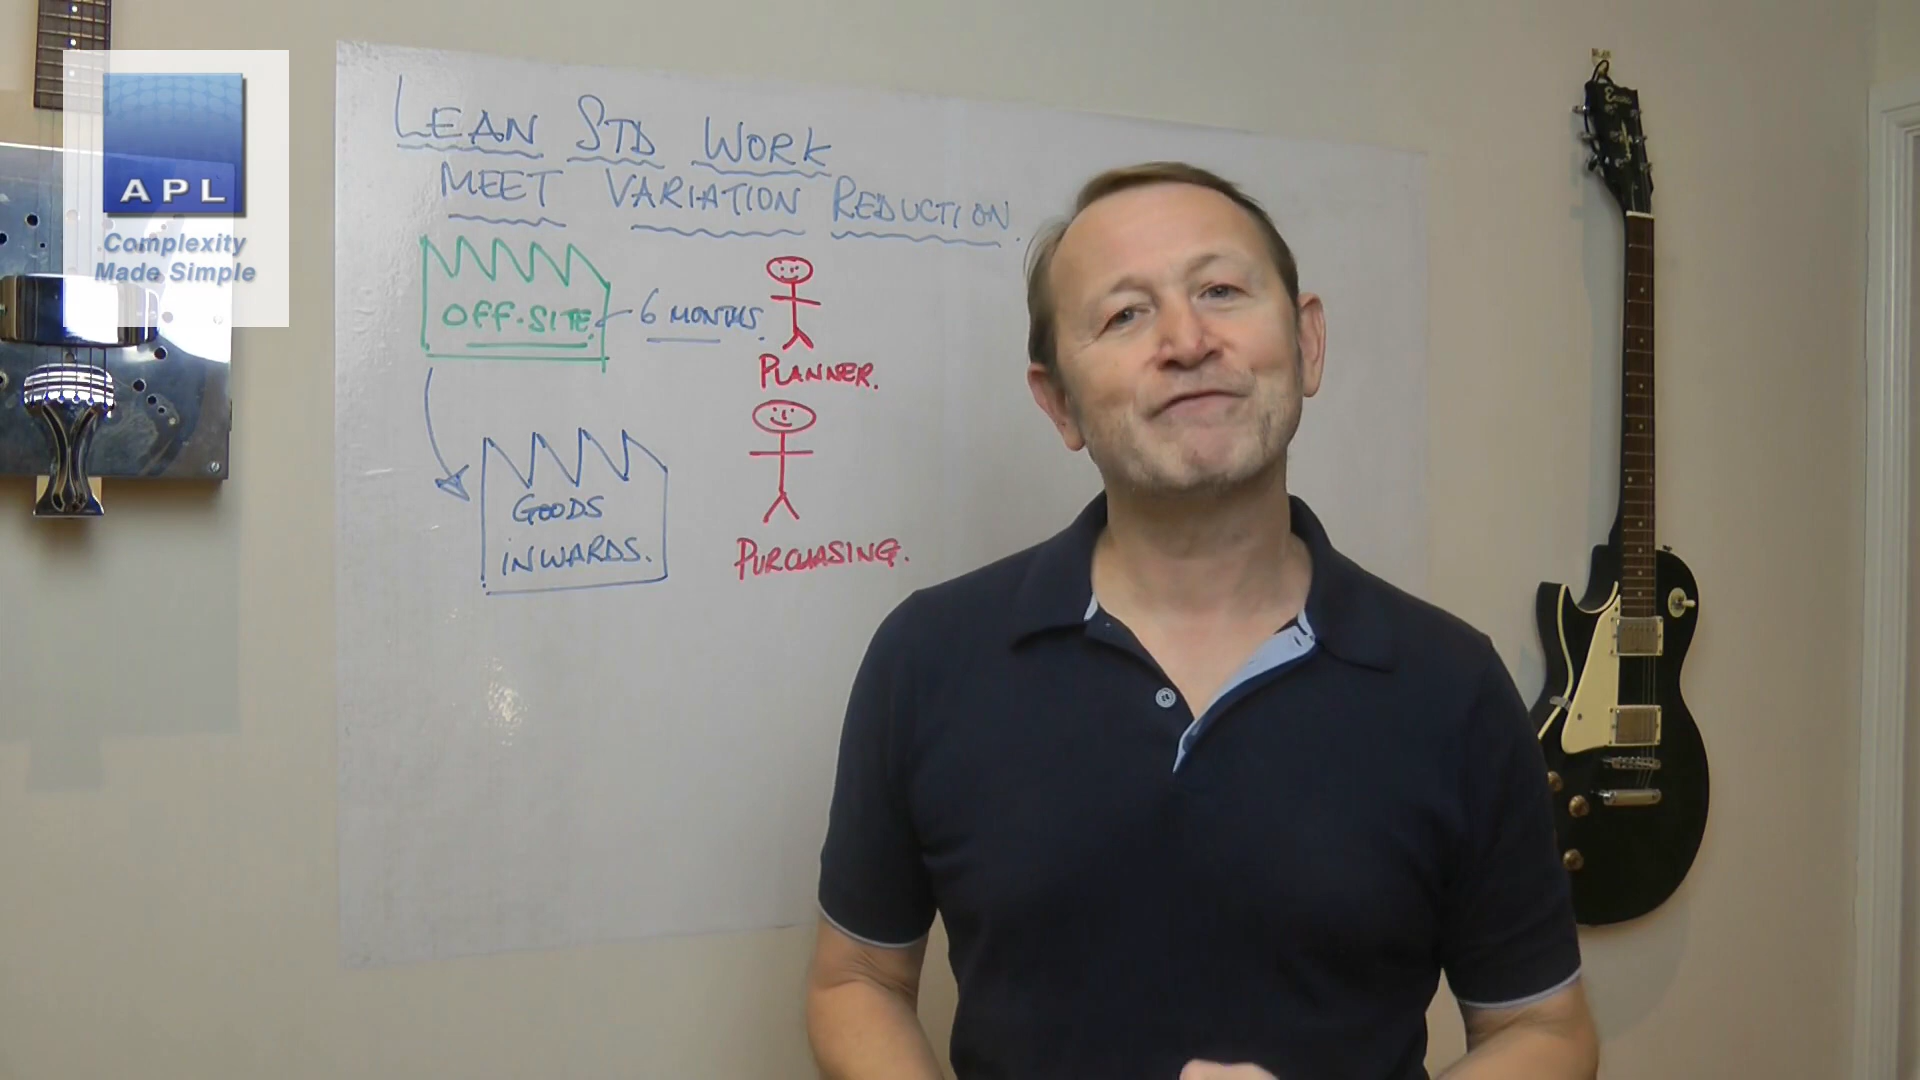 APL
Complexity
Made Simple
LEAN STD WORK
MEET VARIATION REDUCTION.
OFF-SITE. 6 MONTHS.
PLANNER.
GOODS
INWARDS.
PURCHASING.